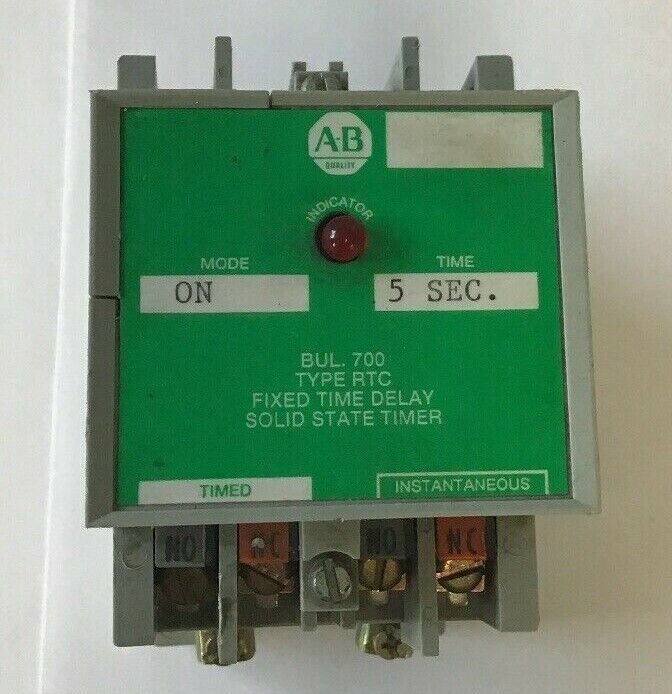 A-B
QUALITY
INDICATOR
MODE
TIME
ON
5 SEC.
BUL. 700
TYPE RTC
FIXED TIME DELAY
SOLID STATE TIMER
TIMED
INSTANTANEOUS
NO NC NO NC